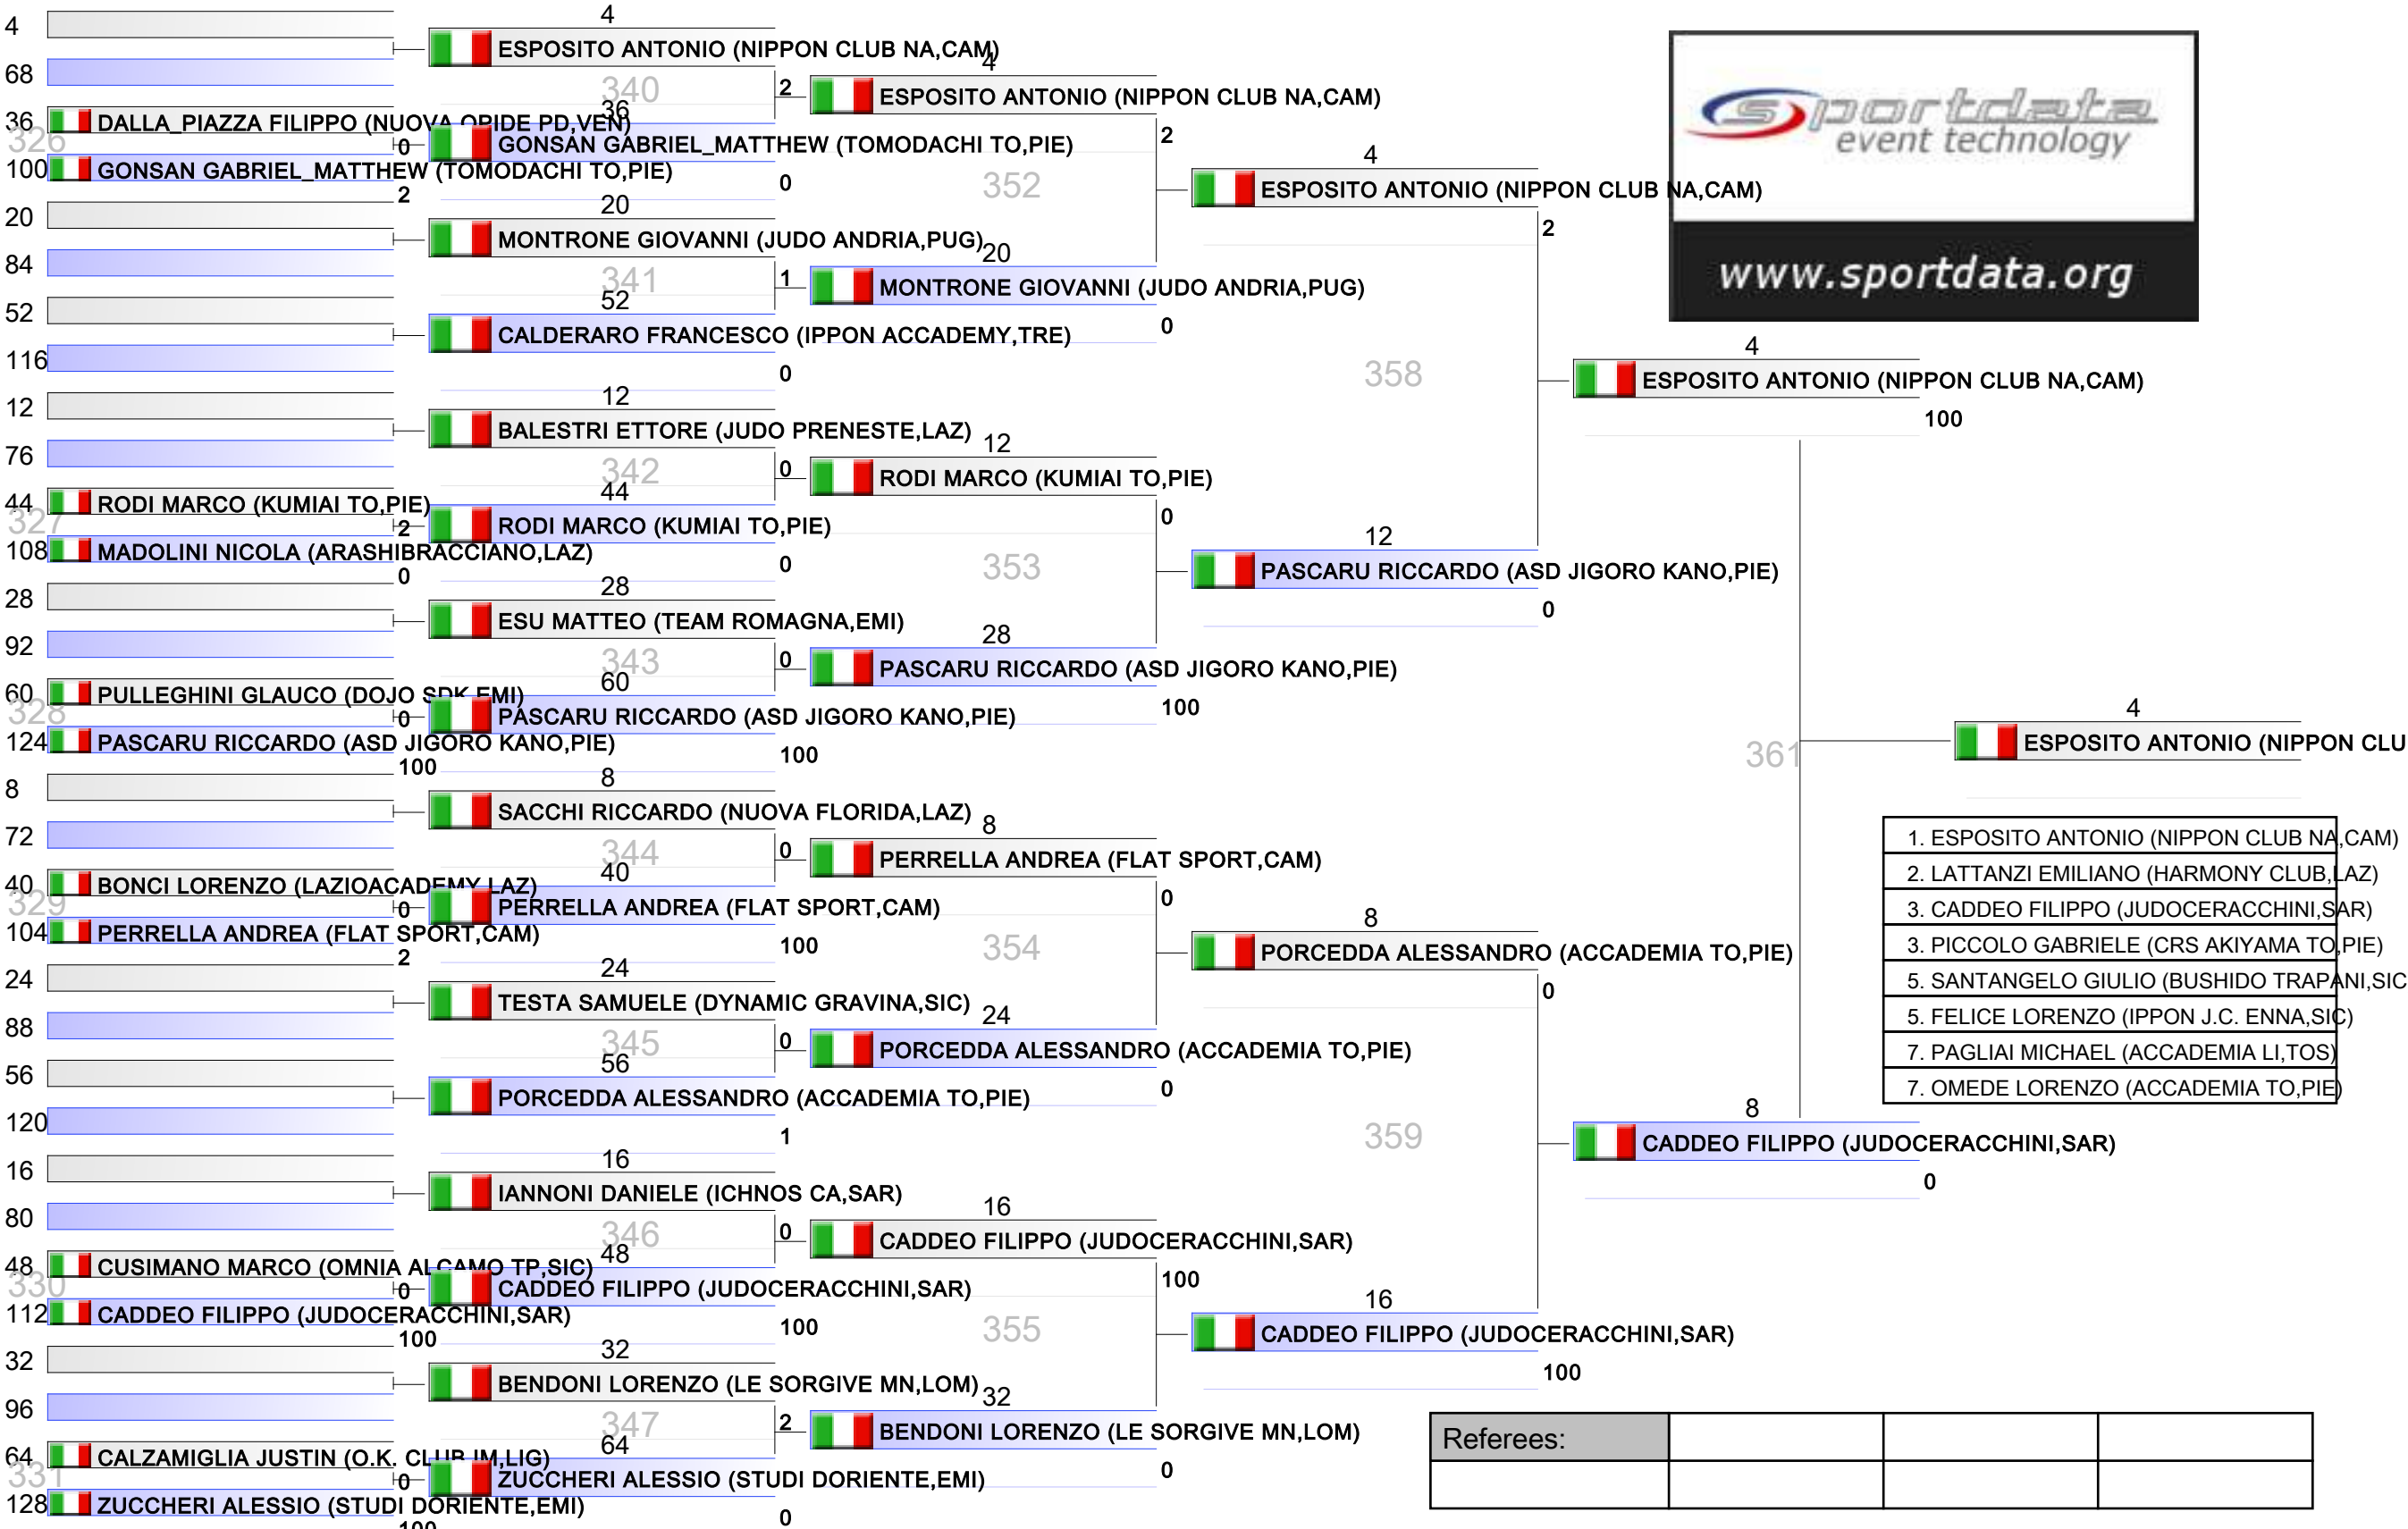 4
68
36 DALLA_PIAZZA FILIPPO (NUOVA ORIDE PD,VEN)
326
0
100 GONSAN GABRIEL_MATTHEW (TOMODACHI TO,PIE)
2
20
84
52
116
12
76
44 RODI MARCO (KUMIAI TO,PIE)
327
2
108 MADOLINI NICOLA (ARASHIBRACCIANO,LAZ)
0
28
92
60 PULLEGHINI GLAUCO (DOJO SDK,EMI)
328
0
124 PASCARU RICCARDO (ASD JIGORO KANO,PIE)
100
8
72
40 BONCI LORENZO (LAZIOACADEMY,LAZ)
329
0
104 PERRELLA ANDREA (FLAT SPORT,CAM)
2
24
88
56
120
16
80
48 CUSIMANO MARCO (OMNIA ALCAMO TP,SIC)
330
0
112 CADDEO FILIPPO (JUDOCERACCHINI,SAR)
100
32
96
64 CALZAMIGLIA JUSTIN (O.K. CLUB IM,LIG)
331
0
128 ZUCCHERI ALESSIO (STUDI DORIENTE,EMI)
100
4
ESPOSITO ANTONIO (NIPPON CLUB NA,CAM)
340
2
36
GONSAN GABRIEL_MATTHEW (TOMODACHI TO,PIE)
0
20
MONTRONE GIOVANNI (JUDO ANDRIA,PUG)
341
1
52
CALDERARO FRANCESCO (IPPON ACCADEMY,TRE)
0
12
BALESTRI ETTORE (JUDO PRENESTE,LAZ)
342
0
44
RODI MARCO (KUMIAI TO,PIE)
0
28
ESU MATTEO (TEAM ROMAGNA,EMI)
343
0
60
PASCARU RICCARDO (ASD JIGORO KANO,PIE)
100
8
SACCHI RICCARDO (NUOVA FLORIDA,LAZ)
344
0
40
PERRELLA ANDREA (FLAT SPORT,CAM)
100
24
TESTA SAMUELE (DYNAMIC GRAVINA,SIC)
345
0
56
PORCEDDA ALESSANDRO (ACCADEMIA TO,PIE)
1
16
IANNONI DANIELE (ICHNOS CA,SAR)
346
0
48
CADDEO FILIPPO (JUDOCERACCHINI,SAR)
100
32
BENDONI LORENZO (LE SORGIVE MN,LOM)
347
2
64
ZUCCHERI ALESSIO (STUDI DORIENTE,EMI)
0
4
ESPOSITO ANTONIO (NIPPON CLUB NA,CAM)
2
352
20
MONTRONE GIOVANNI (JUDO ANDRIA,PUG)
0
12
RODI MARCO (KUMIAI TO,PIE)
0
353
28
PASCARU RICCARDO (ASD JIGORO KANO,PIE)
100
8
PERRELLA ANDREA (FLAT SPORT,CAM)
0
354
24
PORCEDDA ALESSANDRO (ACCADEMIA TO,PIE)
0
16
CADDEO FILIPPO (JUDOCERACCHINI,SAR)
100
355
32
BENDONI LORENZO (LE SORGIVE MN,LOM)
0
4
ESPOSITO ANTONIO (NIPPON CLUB NA,CAM)
2
358
12
PASCARU RICCARDO (ASD JIGORO KANO,PIE)
0
8
PORCEDDA ALESSANDRO (ACCADEMIA TO,PIE)
0
359
16
CADDEO FILIPPO (JUDOCERACCHINI,SAR)
100
sportdata
event technology
www.sportdata.org
4
ESPOSITO ANTONIO (NIPPON CLUB NA,CAM)
100
361
8
CADDEO FILIPPO (JUDOCERACCHINI,SAR)
0
4
ESPOSITO ANTONIO (NIPPON CLU
1. ESPOSITO ANTONIO (NIPPON CLUB NA,CAM)
2. LATTANZI EMILIANO (HARMONY CLUB,LAZ)
3. CADDEO FILIPPO (JUDOCERACCHINI,SAR)
3. PICCOLO GABRIELE (CRS AKIYAMA TO,PIE)
5. SANTANGELO GIULIO (BUSHIDO TRAPANI,SIC
5. FELICE LORENZO (IPPON J.C. ENNA,SIC)
7. PAGLIAI MICHAEL (ACCADEMIA LI,TOS)
7. OMEDE LORENZO (ACCADEMIA TO,PIE)
Referees: